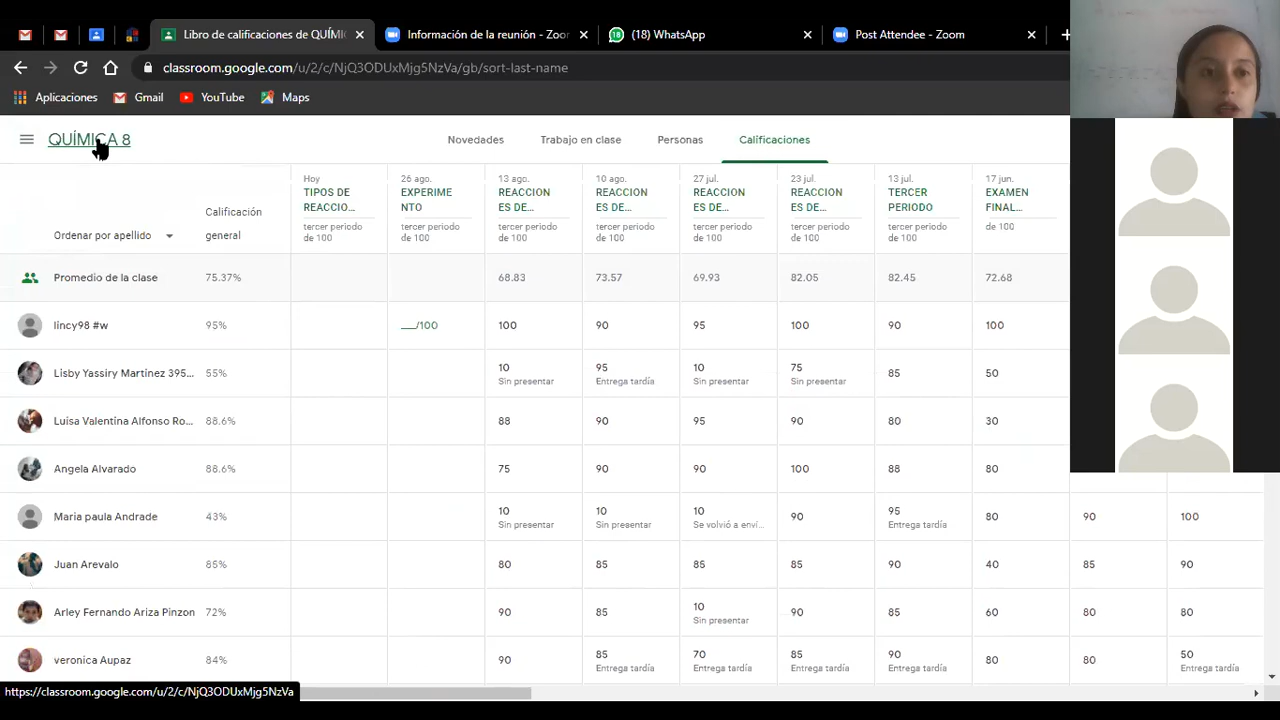 Libro de calificaciones de QUÍMIC
Información de la reunión - Zoom
(18) WhatsApp
Post Attendee - Zoom
classroom.google.com/u/2/c/NjQ3ODUxMjg5NzVa/gb/sort-last-name
Aplicaciones Gmail YouTube Maps
QUÍMICA 8
Novedades Trabajo en clase Personas Calificaciones
Ordenar por apellido
Calificación
general
Hoy
TIPOS DE
REACCIO...
tercer periodo
de 100
26 ago.
EXPERIME
NTO
tercer periodo
de 100
13 ago.
REACCION
ES DE...
tercer periodo
de 100
10 ago.
REACCION
ES DE...
tercer periodo
de 100
27 jul.
REACCION
ES DE...
tercer periodo
de 100
23 jul.
REACCION
ES DE...
tercer periodo
de 100
13 jul.
TERCER
PERIODO
tercer periodo
de 100
17 jun.
EXAMEN
FINAL...
de 100
Promedio de la clase 75.37% 68.83 73.57 69.93 82.05 82.45 72.68
lincy98 #w 95% ___/100 100 90 95 100 90 100
Lisby Yassiry Martinez 395... 55% 10 95 10 75 85 50
Sin presentar Entrega tardía Sin presentar Sin presentar
Luisa Valentina Alfonso Ro... 88.6% 88 90 95 90 80 30
Angela Alvarado 88.6% 75 90 90 100 88 80
Maria paula Andrade 43% 10 10 10 90 95 80 90 100
Sin presentar Sin presentar Se volvió a envi... Entrega tardía
Juan Arevalo 85% 80 85 85 85 90 40 85 90
Arley Fernando Ariza Pinzon 72% 90 85 10 90 85 60 80 80
Sin presentar
veronica Aupaz 84% 90 85 70 85 90 80 80 50
Entrega tardía Entrega tardía Entrega tardía Entrega tardía Entrega tardía
https://classroom.google.com/u/2/c/NjQ3ODUxMjg5NzVa